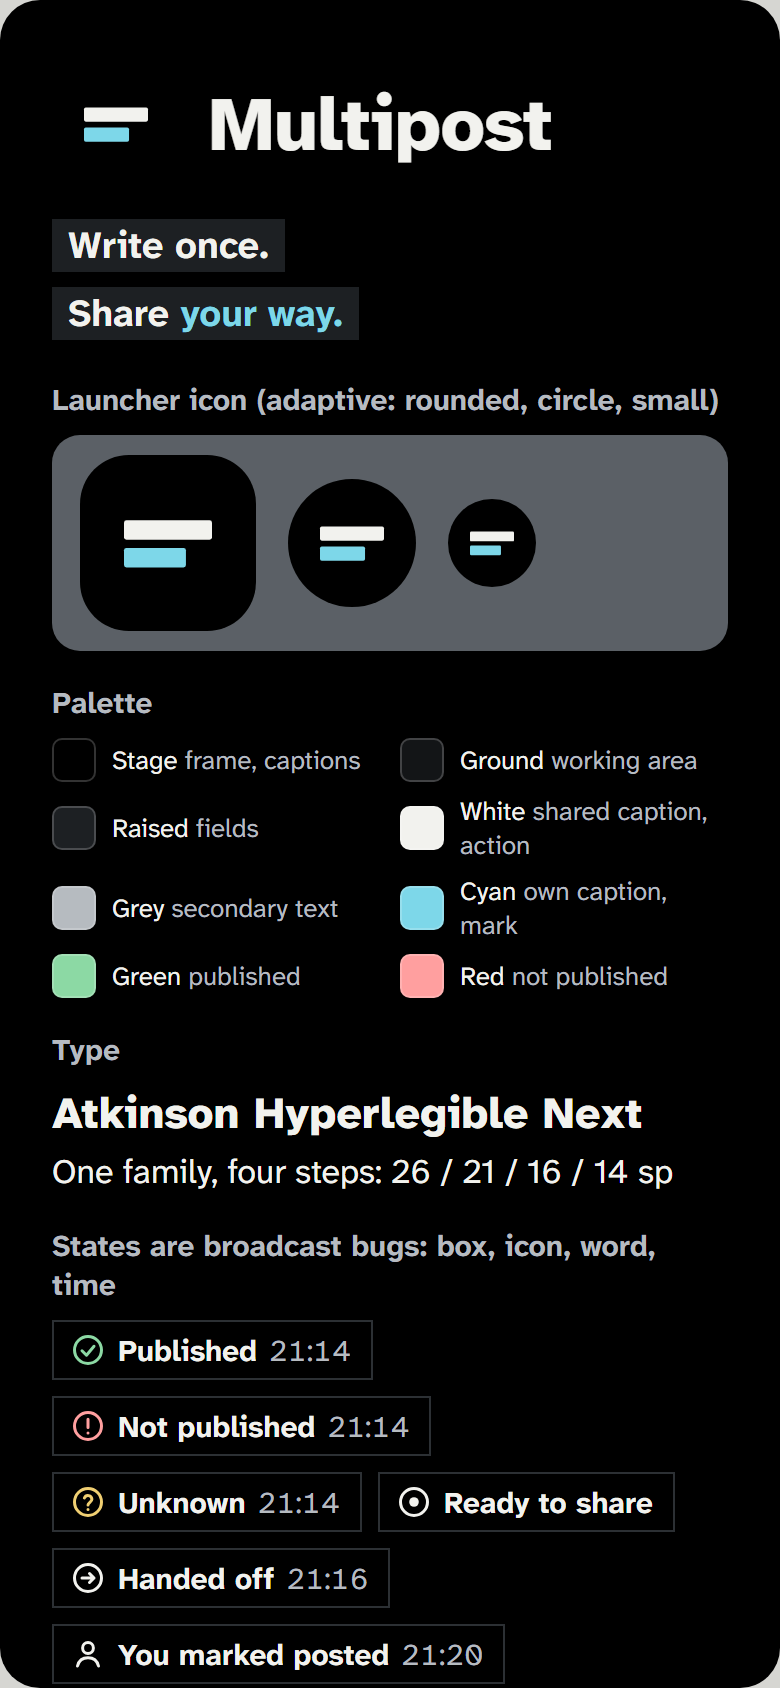 Multipost
Write once.
Share your way.
Launcher icon (adaptive: rounded, circle, small)
Palette
Stage frame, captions
Ground working area
Raised fields
White shared caption,
action
Grey secondary text
Cyan own caption,
mark
Green published
Red not published
Type
Atkinson Hyperlegible Next
One family, four steps: 26 / 21 / 16 / 14 sp
States are broadcast bugs: box, icon, word,
time
Published 21:14
Not published 21:14
Unknown 21:14
Ready to share
Handed off 21:16
You marked posted 21:20